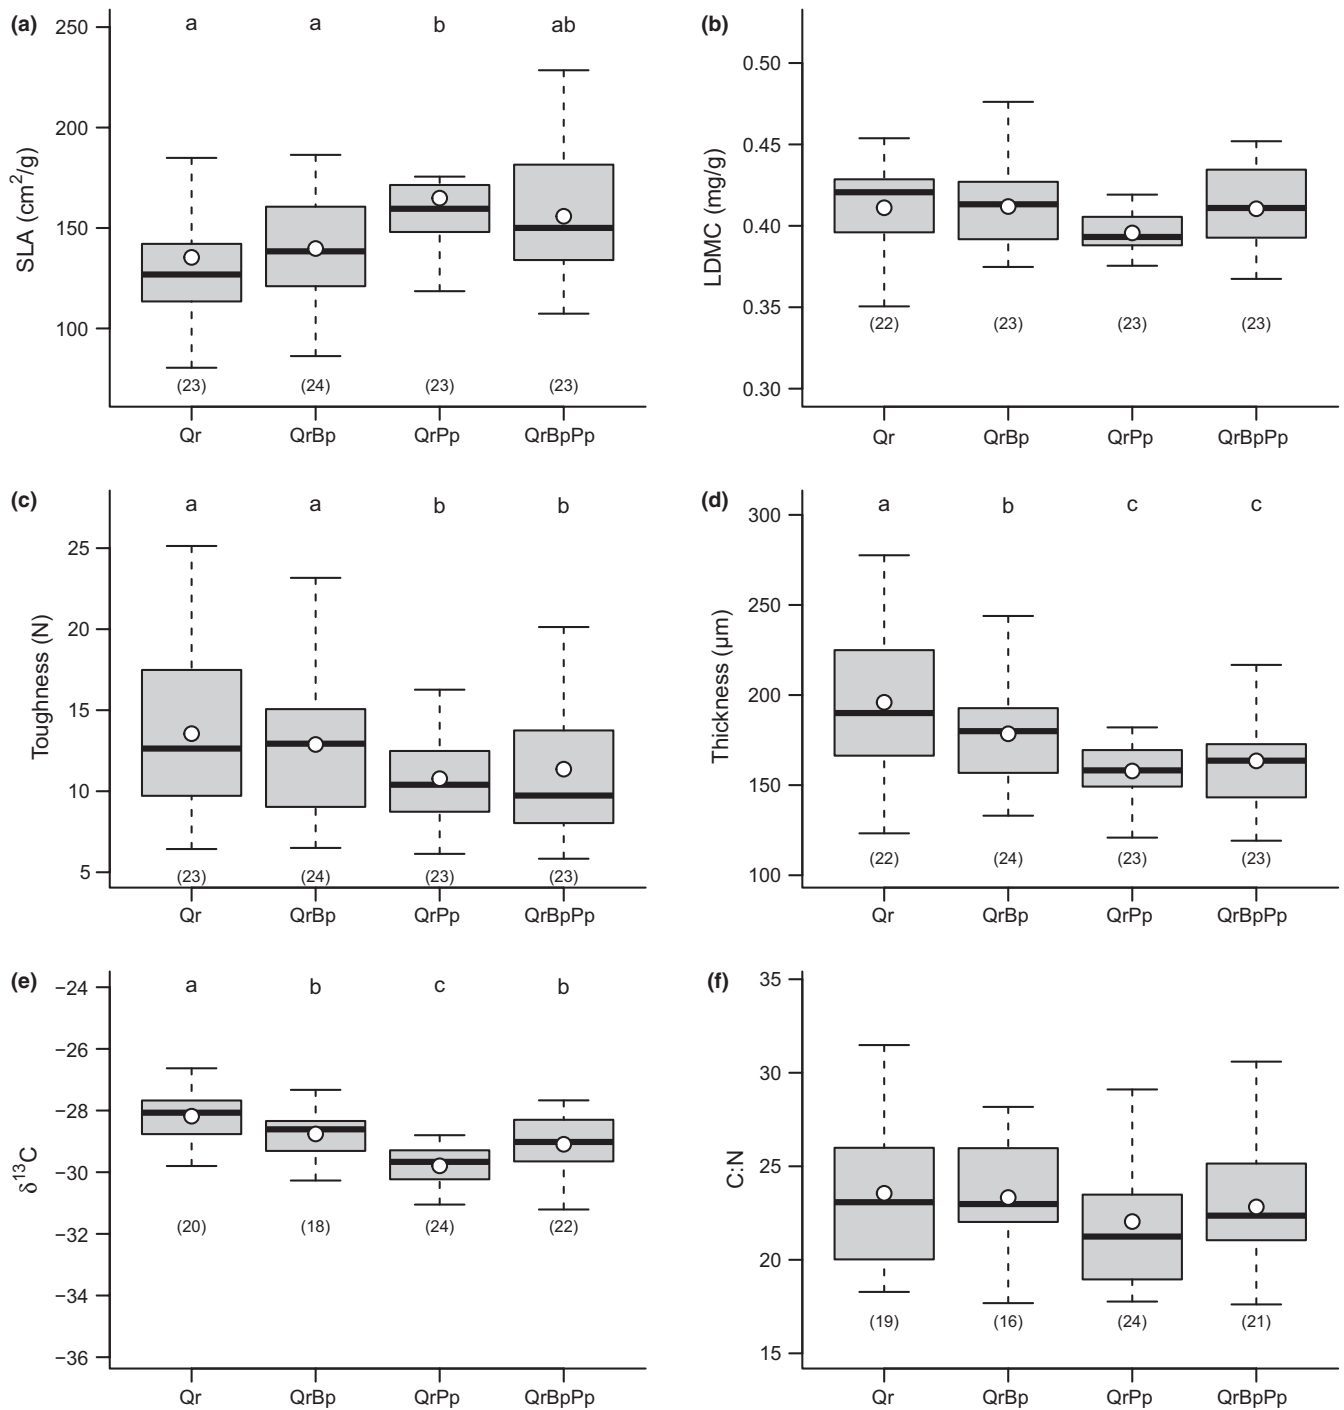 (a)
a a b ab
250
200
150
100
SLA (cm²/g)
(23) (24) (23) (23)
Qr QrBp QrPp QrBpPp
(b)
0.50
0.45
0.40
0.35
0.30
LDMC (mg/g)
(22) (23) (23) (23)
Qr QrBp QrPp QrBpPp
(c)
a a b b
25
20
15
10
5
Toughness (N)
(23) (24) (23) (23)
Qr QrBp QrPp QrBpPp
(d)
a b c c
300
250
200
150
100
Thickness (µm)
(22) (24) (23) (23)
Qr QrBp QrPp QrBpPp
(e)
a b c b
−24
−26
−28
−30
−32
−34
−36
δ¹³C
(20) (18) (24) (22)
Qr QrBp QrPp QrBpPp
(f)
35
30
25
20
15
C:N
(19) (16) (24) (21)
Qr QrBp QrPp QrBpPp